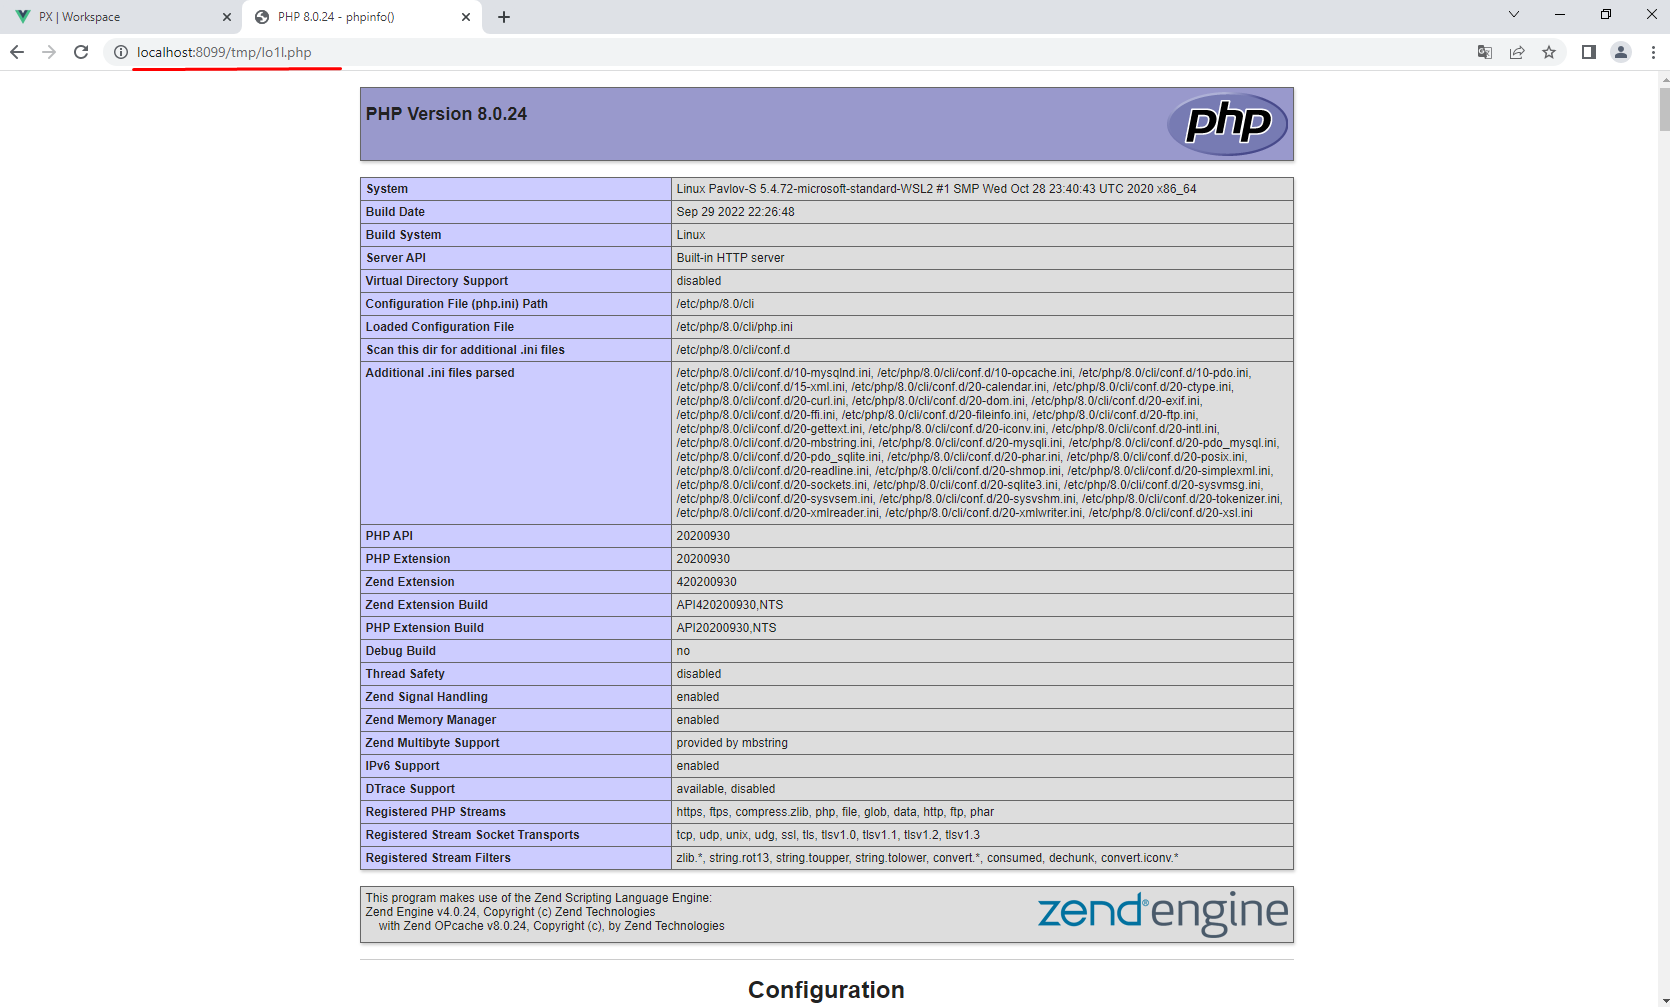 PX | Workspace
PHP 8.0.24 - phpinfo()
localhost:8099/tmp/lo1l.php
PHP Version 8.0.24
php
System Linux Pavlov-S 5.4.72-microsoft-standard-WSL2 #1 SMP Wed Oct 28 23:40:43 UTC 2020 x86_64
Build Date Sep 29 2022 22:26:48
Build System Linux
Server API Built-in HTTP server
Virtual Directory Support disabled
Configuration File (php.ini) Path /etc/php/8.0/cli
Loaded Configuration File /etc/php/8.0/cli/php.ini
Scan this dir for additional .ini files /etc/php/8.0/cli/conf.d
Additional .ini files parsed /etc/php/8.0/cli/conf.d/10-mysqlnd.ini, /etc/php/8.0/cli/conf.d/10-opcache.ini, /etc/php/8.0/cli/conf.d/10-pdo.ini,
/etc/php/8.0/cli/conf.d/15-xml.ini, /etc/php/8.0/cli/conf.d/20-calendar.ini, /etc/php/8.0/cli/conf.d/20-ctype.ini,
/etc/php/8.0/cli/conf.d/20-curl.ini, /etc/php/8.0/cli/conf.d/20-dom.ini, /etc/php/8.0/cli/conf.d/20-exif.ini,
/etc/php/8.0/cli/conf.d/20-ffi.ini, /etc/php/8.0/cli/conf.d/20-fileinfo.ini, /etc/php/8.0/cli/conf.d/20-ftp.ini,
/etc/php/8.0/cli/conf.d/20-gettext.ini, /etc/php/8.0/cli/conf.d/20-iconv.ini, /etc/php/8.0/cli/conf.d/20-intl.ini,
/etc/php/8.0/cli/conf.d/20-mbstring.ini, /etc/php/8.0/cli/conf.d/20-mysqli.ini, /etc/php/8.0/cli/conf.d/20-pdo_mysql.ini,
/etc/php/8.0/cli/conf.d/20-pdo_sqlite.ini, /etc/php/8.0/cli/conf.d/20-phar.ini, /etc/php/8.0/cli/conf.d/20-posix.ini,
/etc/php/8.0/cli/conf.d/20-readline.ini, /etc/php/8.0/cli/conf.d/20-shmop.ini, /etc/php/8.0/cli/conf.d/20-simplexml.ini,
/etc/php/8.0/cli/conf.d/20-sockets.ini, /etc/php/8.0/cli/conf.d/20-sqlite3.ini, /etc/php/8.0/cli/conf.d/20-sysvmsg.ini,
/etc/php/8.0/cli/conf.d/20-sysvsem.ini, /etc/php/8.0/cli/conf.d/20-sysvshm.ini, /etc/php/8.0/cli/conf.d/20-tokenizer.ini,
/etc/php/8.0/cli/conf.d/20-xmlreader.ini, /etc/php/8.0/cli/conf.d/20-xmlwriter.ini, /etc/php/8.0/cli/conf.d/20-xsl.ini
PHP API 20200930
PHP Extension 20200930
Zend Extension 420200930
Zend Extension Build API420200930,NTS
PHP Extension Build API20200930,NTS
Debug Build no
Thread Safety disabled
Zend Signal Handling enabled
Zend Memory Manager enabled
Zend Multibyte Support provided by mbstring
IPv6 Support enabled
DTrace Support available, disabled
Registered PHP Streams https, ftps, compress.zlib, php, file, glob, data, http, ftp, phar
Registered Stream Socket Transports tcp, udp, unix, udg, ssl, tls, tlsv1.0, tlsv1.1, tlsv1.2, tlsv1.3
Registered Stream Filters zlib.*, string.rot13, string.toupper, string.tolower, convert.*, consumed, dechunk, convert.iconv.*
This program makes use of the Zend Scripting Language Engine:
Zend Engine v4.0.24, Copyright (c) Zend Technologies
with Zend OPcache v8.0.24, Copyright (c), by Zend Technologies
zend® engine
Configuration